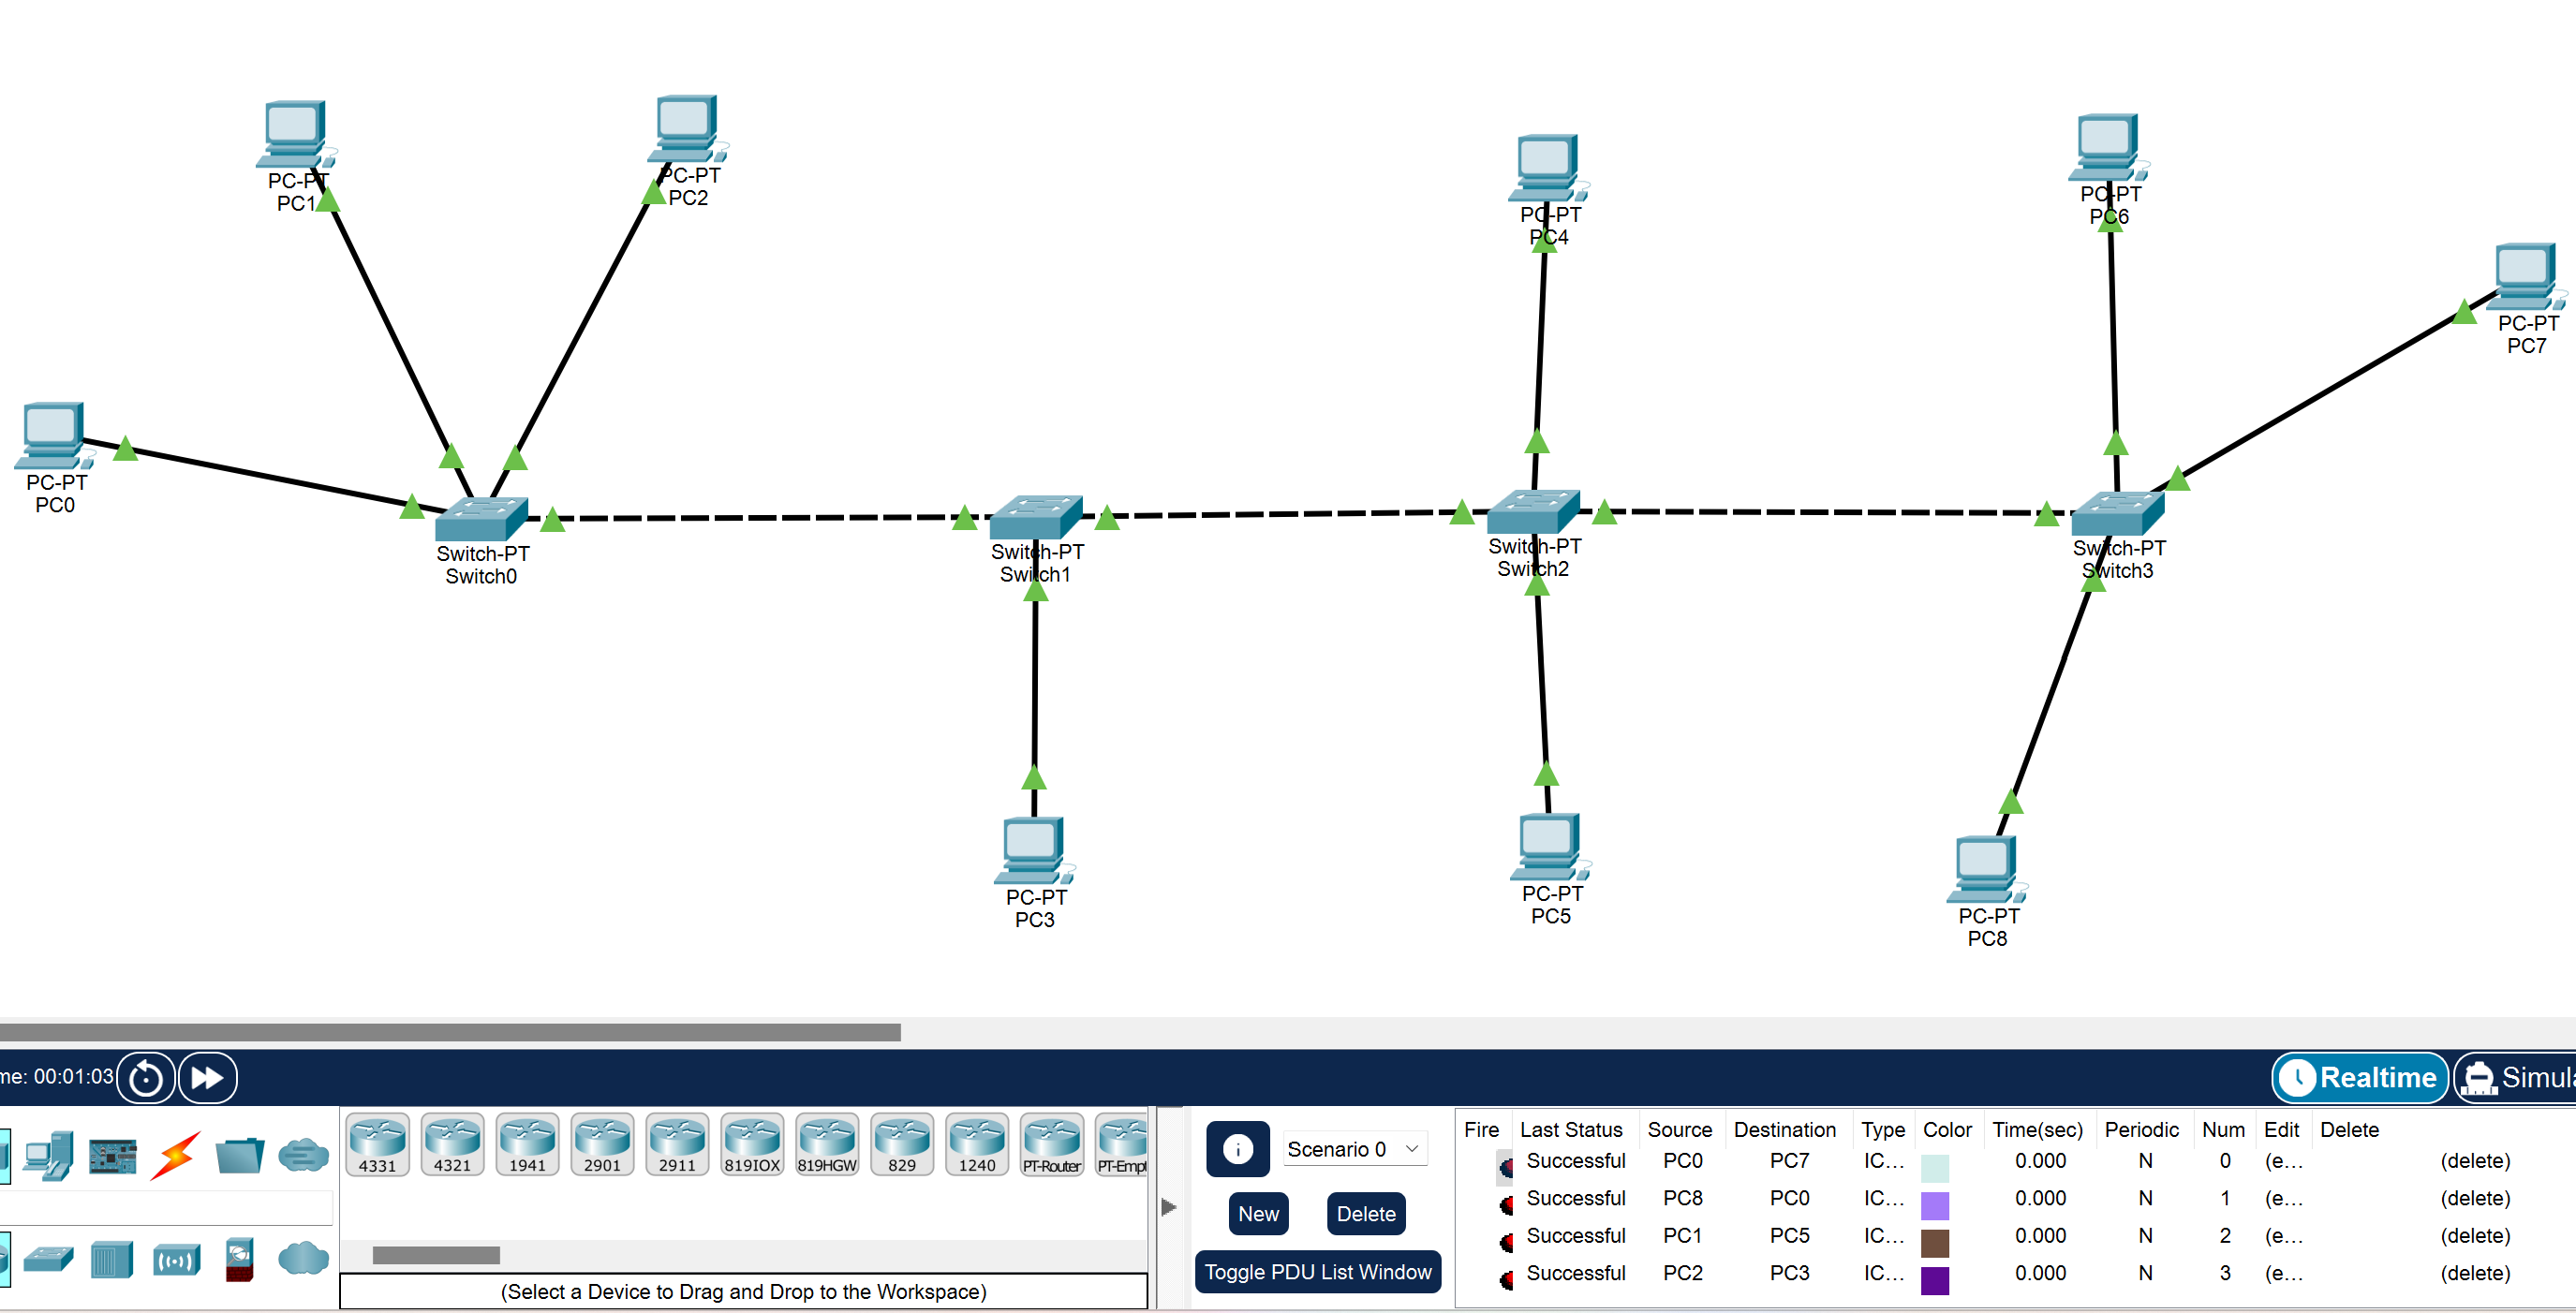 PC-PT
PC1
PC-PT
PC2
PC-PT
PC4
PC-PT
PC6
PC-PT
PC7
PC-PT
PC0
Switch-PT
Switch0
Switch-PT
Switch1
Switch-PT
Switch2
Switch-PT
Switch3
PC-PT
PC3
PC-PT
PC5
PC-PT
PC8
me: 00:01:03
Realtime
Simula
4331
4321
1941
2901
2911
819IOX
819HGW
829
1240
PT-Router
PT-Empt
(Select a Device to Drag and Drop to the Workspace)
Scenario 0
New
Delete
Toggle PDU List Window
Fire Last Status Source Destination Type Color Time(sec) Periodic Num Edit Delete
Successful PC0 PC7 IC... 0.000 N 0 (e... (delete)
Successful PC8 PC0 IC... 0.000 N 1 (e... (delete)
Successful PC1 PC5 IC... 0.000 N 2 (e... (delete)
Successful PC2 PC3 IC... 0.000 N 3 (e... (delete)